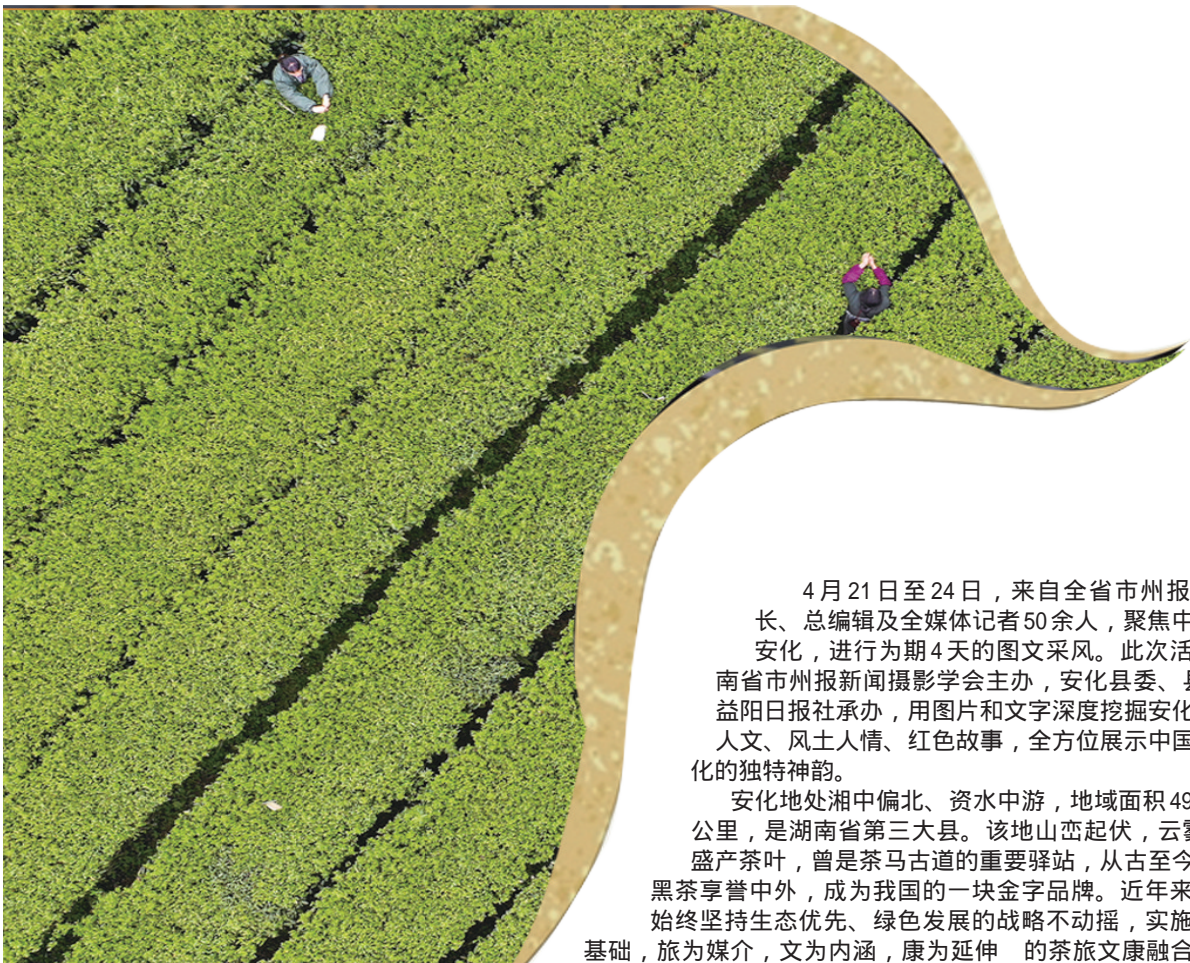 4月21日至24日，来自全省市州报
长、总编辑及全媒体记者50余人，聚焦中
安化，进行为期4天的图文采风。此次活
南省市州报新闻摄影学会主办，安化县委、县
益阳日报社承办，用图片和文字深度挖掘安化
人文、风土人情、红色故事，全方位展示中国
化的独特神韵。
安化地处湘中偏北、资水中游，地域面积49
公里，是湖南省第三大县。该地山峦起伏，云雾
盛产茶叶，曾是茶马古道的重要驿站，从古至今
黑茶享誉中外，成为我国的一块金字品牌。近年来
始终坚持生态优先、绿色发展的战略不动摇，实施
基础，旅为媒介，文为内涵，康为延伸 的茶旅文康融合